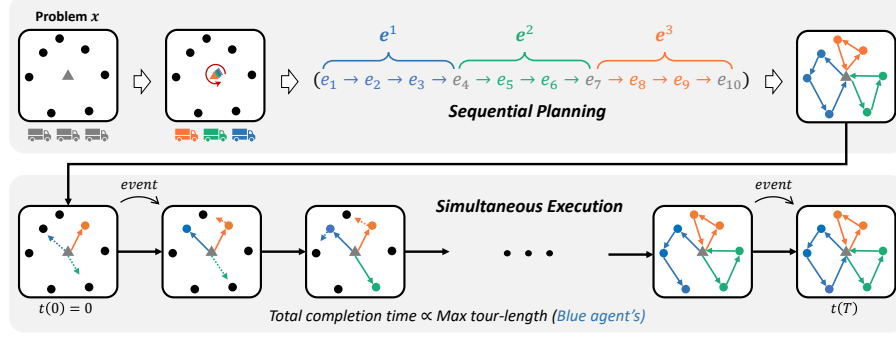 Problem x
e¹ e² e³
(e₁ → e₂ → e₃ → e₄ → e₅ → e₆ → e₇ → e₈ → e₉ → e₁₀)
Sequential Planning
event
Simultaneous Execution
event
t(0) = 0
t(T)
Total completion time ∝ Max tour-length (Blue agent's)